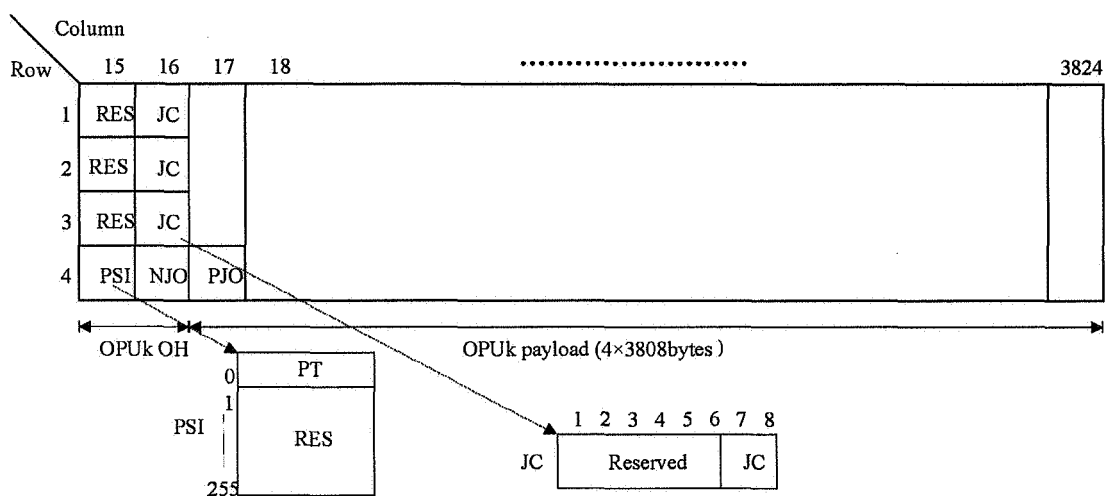 Column
Row 15 16 17 18 3824
1 RES JC
2 RES JC
3 RES JC
4 PSI NJO PJO
OPUk OH OPUk payload (4×3808bytes)
0 PT
1
PSI RES
255
1 2 3 4 5 6 7 8
JC Reserved JC